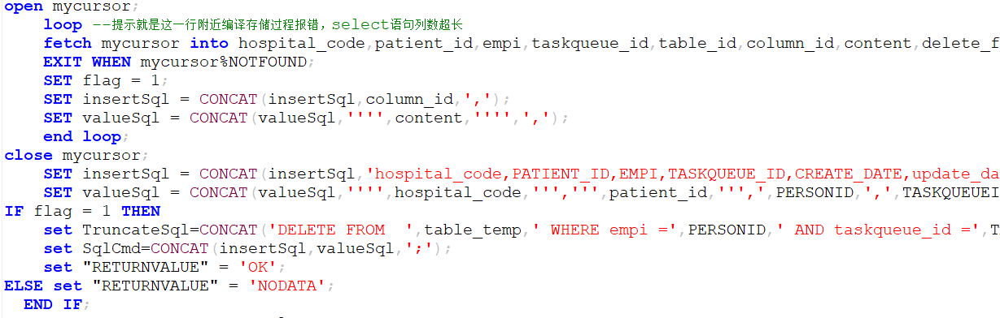 open mycursor;
loop --提示就是这一行附近编译存储过程报错，select语句列数超长
fetch mycursor into hospital_code,patient_id,empi,taskqueue_id,table_id,column_id,content,delete_f
EXIT WHEN mycursor%NOTFOUND;
SET flag = 1;
SET insertSql = CONCAT(insertSql,column_id,',');
SET valueSql = CONCAT(valueSql,'''',content,'''',',');
end loop;
close mycursor;
SET insertSql = CONCAT(insertSql,'hospital_code,PATIENT_ID,EMPI,TASKQUEUE_ID,CREATE_DATE,update_da
SET valueSql = CONCAT(valueSql,'''',hospital_code,''',''',patient_id,''',',PERSONID,',',TASKQUEUEI
IF flag = 1 THEN
set TruncateSql=CONCAT('DELETE FROM  ',table_temp,' WHERE empi =',PERSONID,' AND taskqueue_id =',T
set SqlCmd=CONCAT(insertSql,valueSql,';');
set "RETURNVALUE" = 'OK';
ELSE set "RETURNVALUE" = 'NODATA';
END IF;